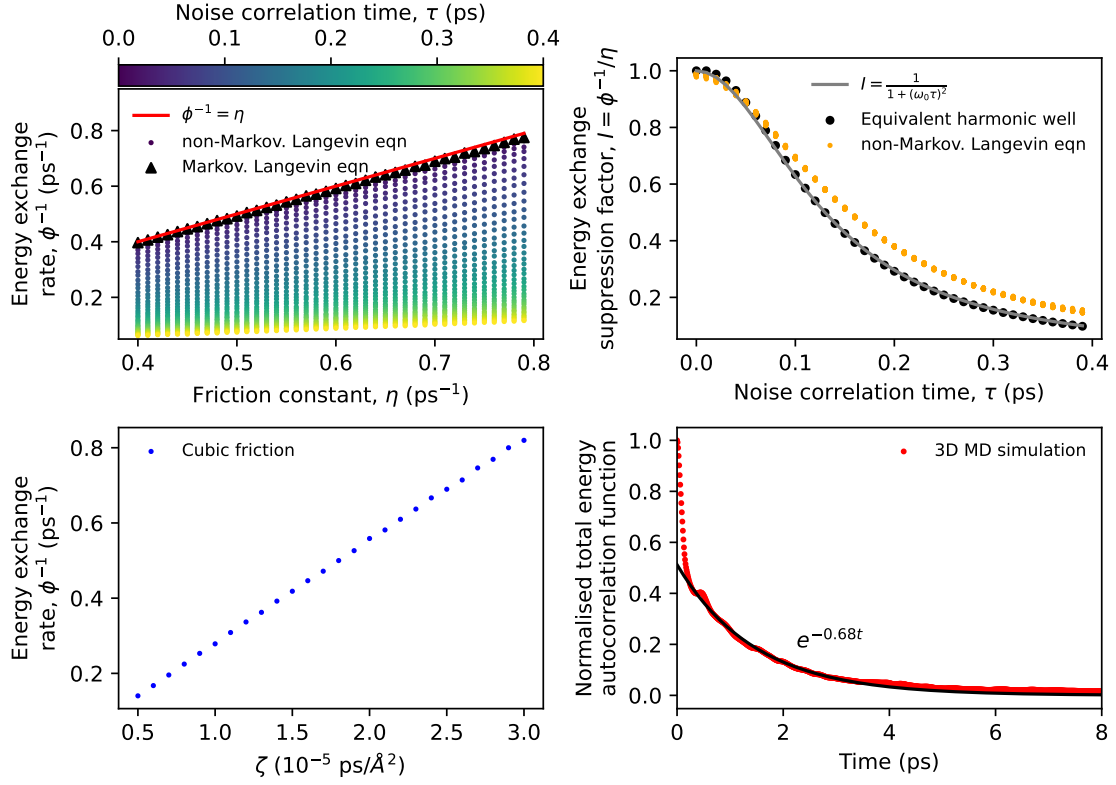 Noise correlation time, τ (ps)
0.0 0.1 0.2 0.3 0.4
Energy exchange
rate, ϕ⁻¹ (ps⁻¹)
0.8
0.6
0.4
0.2
ϕ⁻¹ = η
non-Markov. Langevin eqn
Markov. Langevin eqn
0.4 0.5 0.6 0.7 0.8
Friction constant, η (ps⁻¹)
Energy exchange
suppression factor, I = ϕ⁻¹/η
1.0
0.8
0.6
0.4
0.2
I = 1/(1+(ω₀τ)²)
Equivalent harmonic well
non-Markov. Langevin eqn
0.0 0.1 0.2 0.3 0.4
Noise correlation time, τ (ps)
Energy exchange
rate, ϕ⁻¹ (ps⁻¹)
0.8
0.6
0.4
0.2
Cubic friction
0.5 1.0 1.5 2.0 2.5 3.0
ζ (10⁻⁵ ps/Å²)
Normalised total energy
autocorrelation function
1.0
0.8
0.6
0.4
0.2
0.0
3D MD simulation
e⁻⁰·⁶⁸ᵗ
0 2 4 6 8
Time (ps)